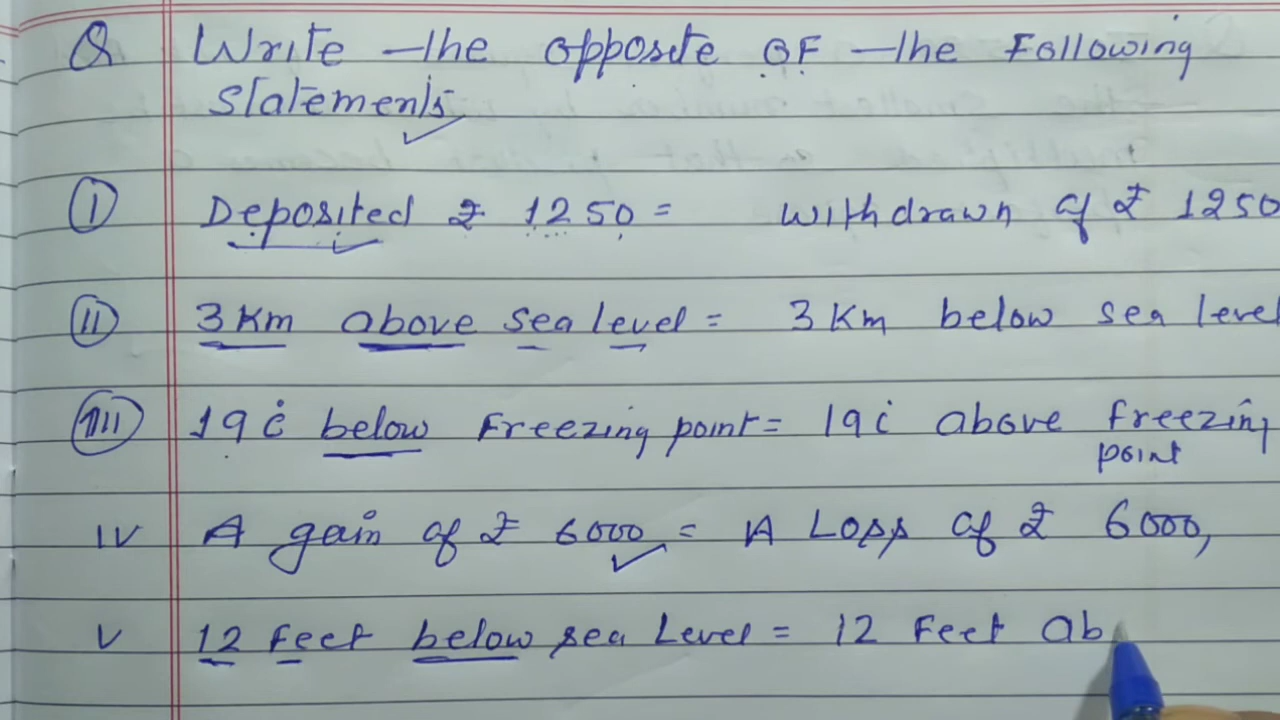 Q Write the opposite OF the Following
statements
(i) Deposited ₹ 1250 = withdrawn of ₹ 1250
(ii) 3 Km above sea level = 3 Km below sea level
(iii) 19°C below Freezing point = 19°C above freezing
point
iv A gain of ₹ 6000 = A Loss of ₹ 6000,
v 12 Feet below sea Level = 12 Feet ab